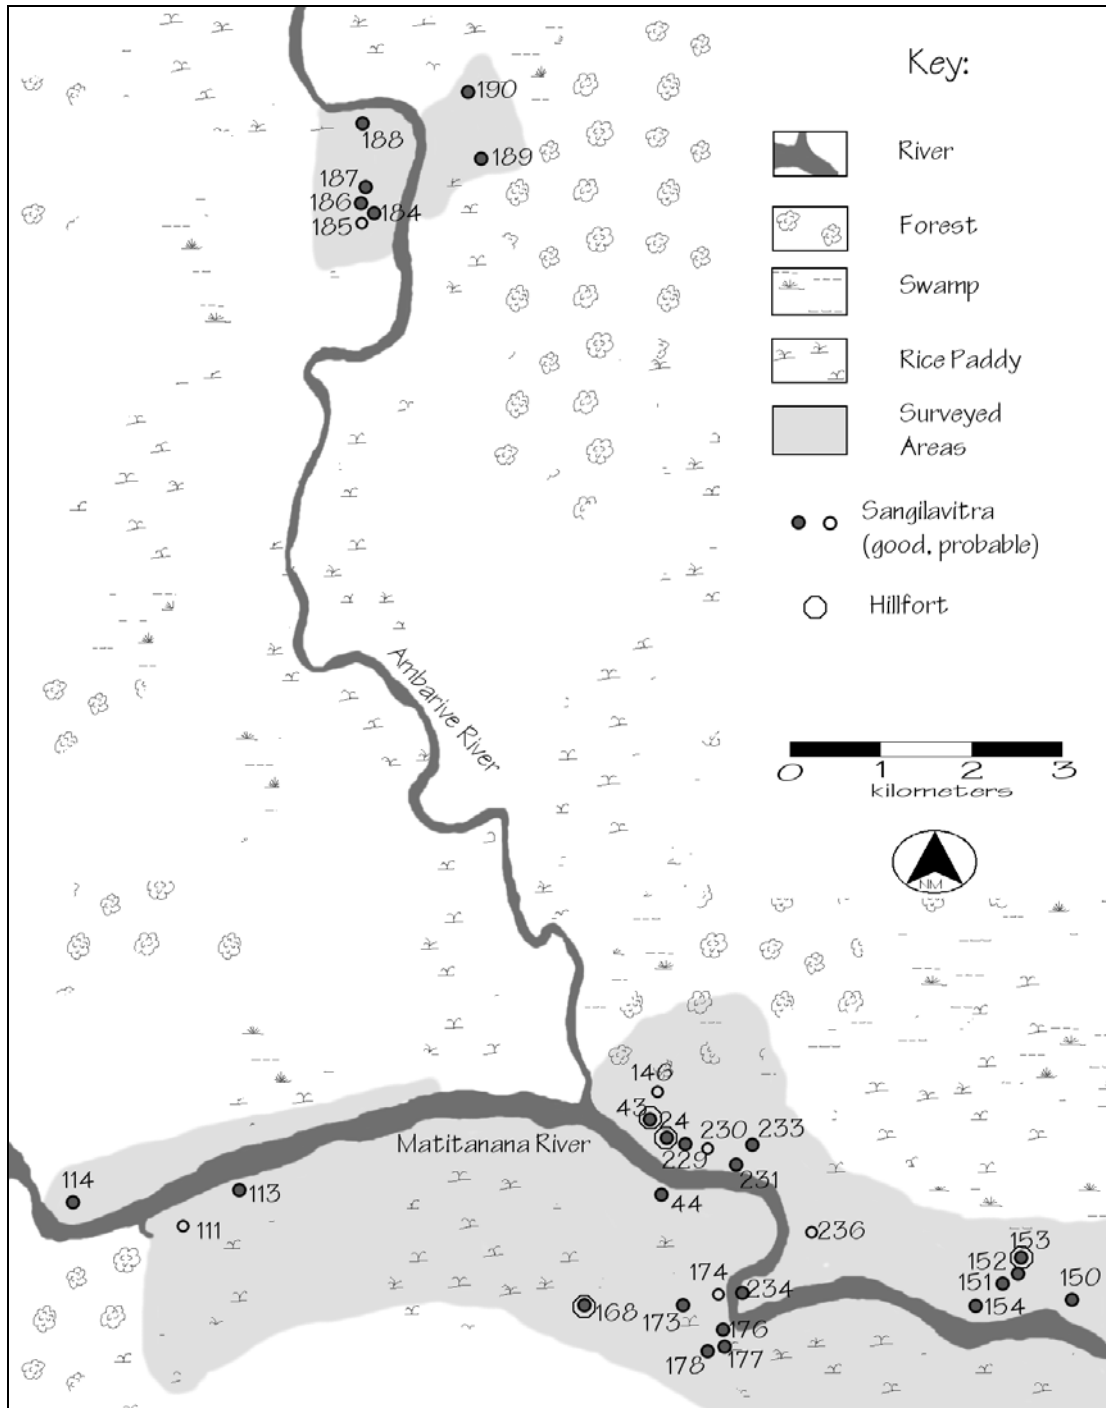 Key:
190
188
189
River
187
186
184
185
Forest
Swamp
Rice Paddy
Surveyed
Areas
Sangilavitra
(good, probable)
Hillfort
Ambarive River
0 1 2 3
kilometers
NM
146
43
24
230
233
Matitanana River
229
231
114
113
44
111
236
153
152
174
151
150
234
168
173
154
176
178
177